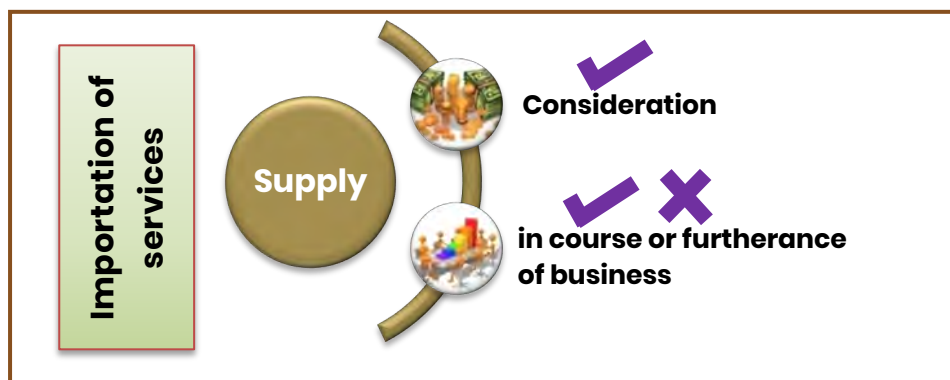 Importation of
services
Supply
Consideration
in course or furtherance
of business